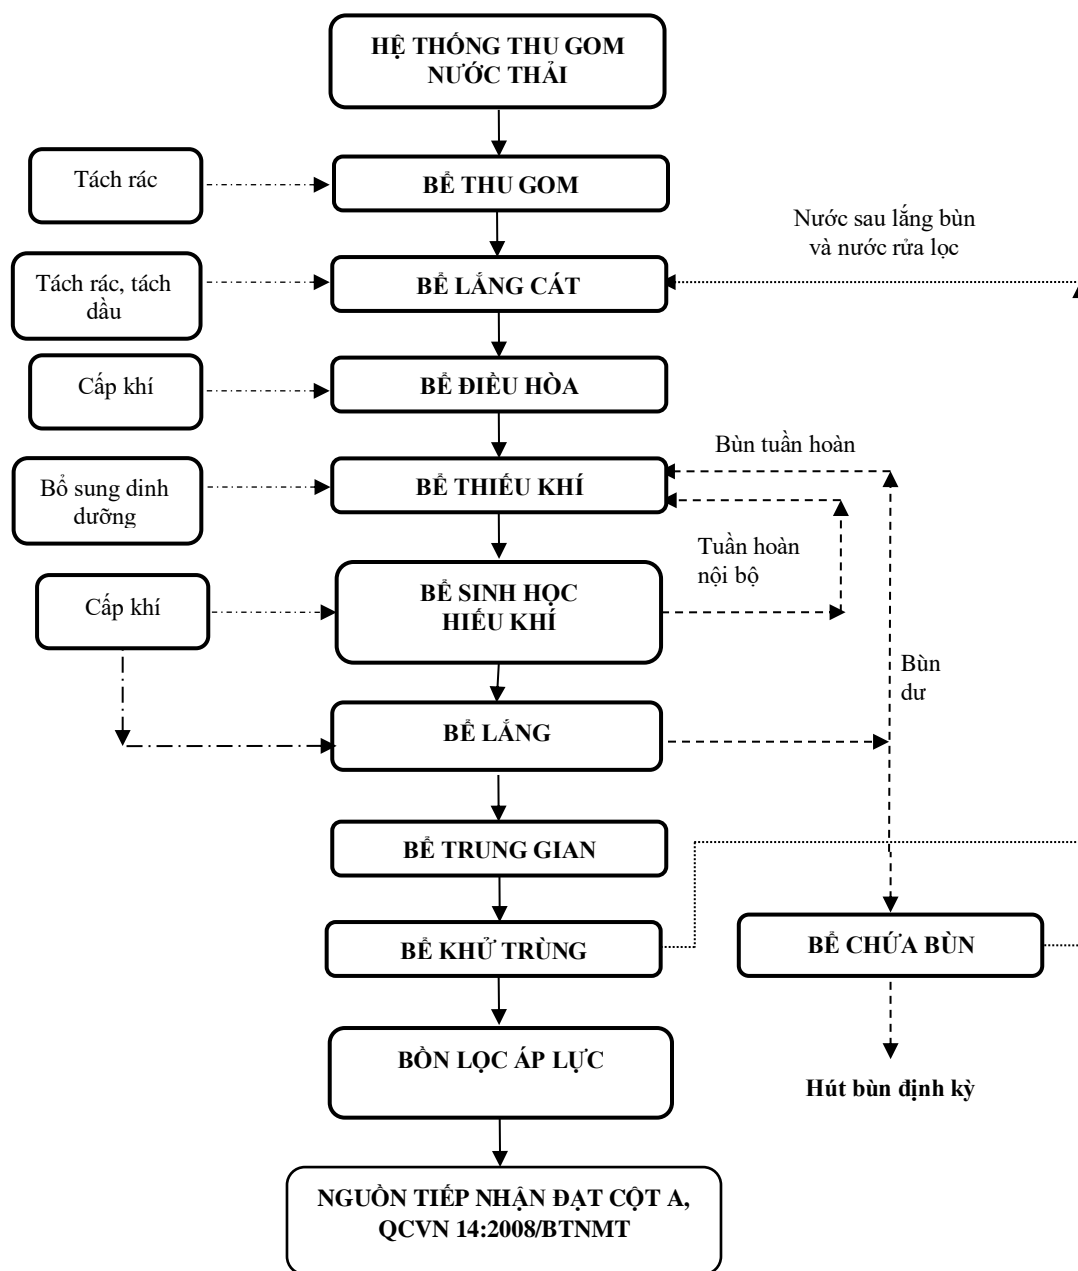 HỆ THỐNG THU GOM
NƯỚC THẢI
Tách rác
BỂ THU GOM
Nước sau lắng bùn
và nước rửa lọc
Tách rác, tách
dầu
BỂ LẮNG CÁT
Cấp khí
BỂ ĐIỀU HÒA
Bùn tuần hoàn
Bổ sung dinh
dưỡng
BỂ THIẾU KHÍ
Tuần hoàn
nội bộ
Cấp khí
BỂ SINH HỌC
HIẾU KHÍ
Bùn
dư
BỂ LẮNG
BỂ TRUNG GIAN
BỂ KHỬ TRÙNG
BỂ CHỨA BÙN
BỒN LỌC ÁP LỰC
Hút bùn định kỳ
NGUỒN TIẾP NHẬN ĐẠT CỘT A,
QCVN 14:2008/BTNMT